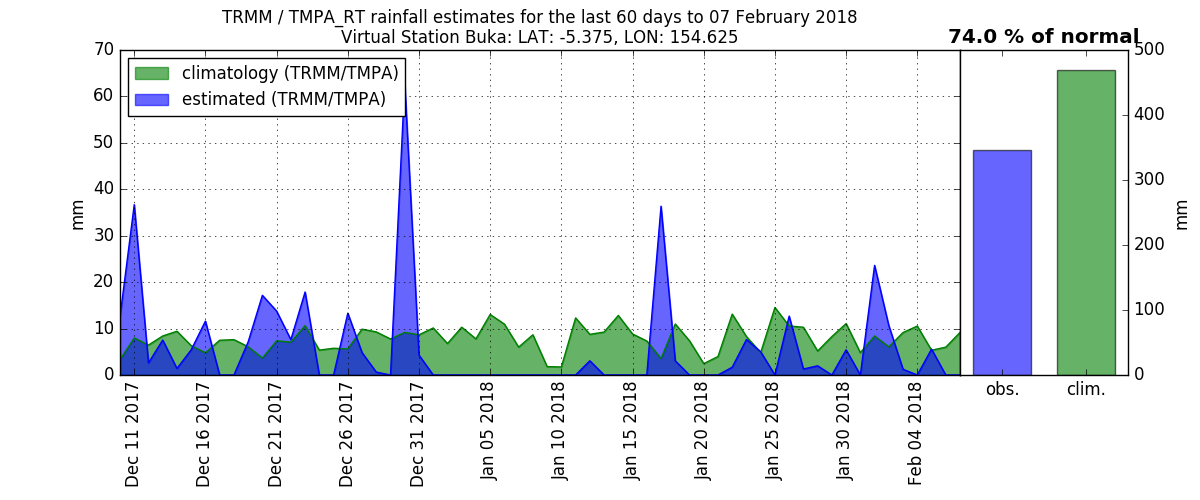 TRMM / TMPA_RT rainfall estimates for the last 60 days to 07 February 2018
Virtual Station Buka: LAT: -5.375, LON: 154.625
74.0 % of normal
climatology (TRMM/TMPA)
estimated (TRMM/TMPA)
70
60
50
40
30
20
10
0
mm
Dec 11 2017
Dec 16 2017
Dec 21 2017
Dec 26 2017
Dec 31 2017
Jan 05 2018
Jan 10 2018
Jan 15 2018
Jan 20 2018
Jan 25 2018
Jan 30 2018
Feb 04 2018
500
400
300
200
100
0
mm
obs.
clim.